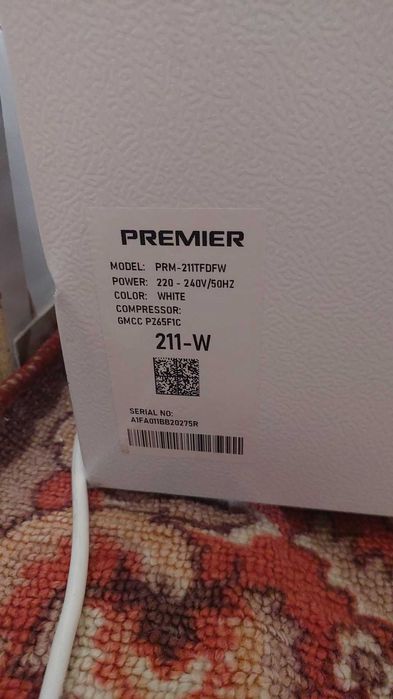 PREMIER
MODEL: PRM-211TFDFW
POWER: 220 - 240V/50HZ
COLOR: WHITE
COMPRESSOR:
GMCC PZ65F1C
211-W
SERIAL NO:
A1FA011BB20275R